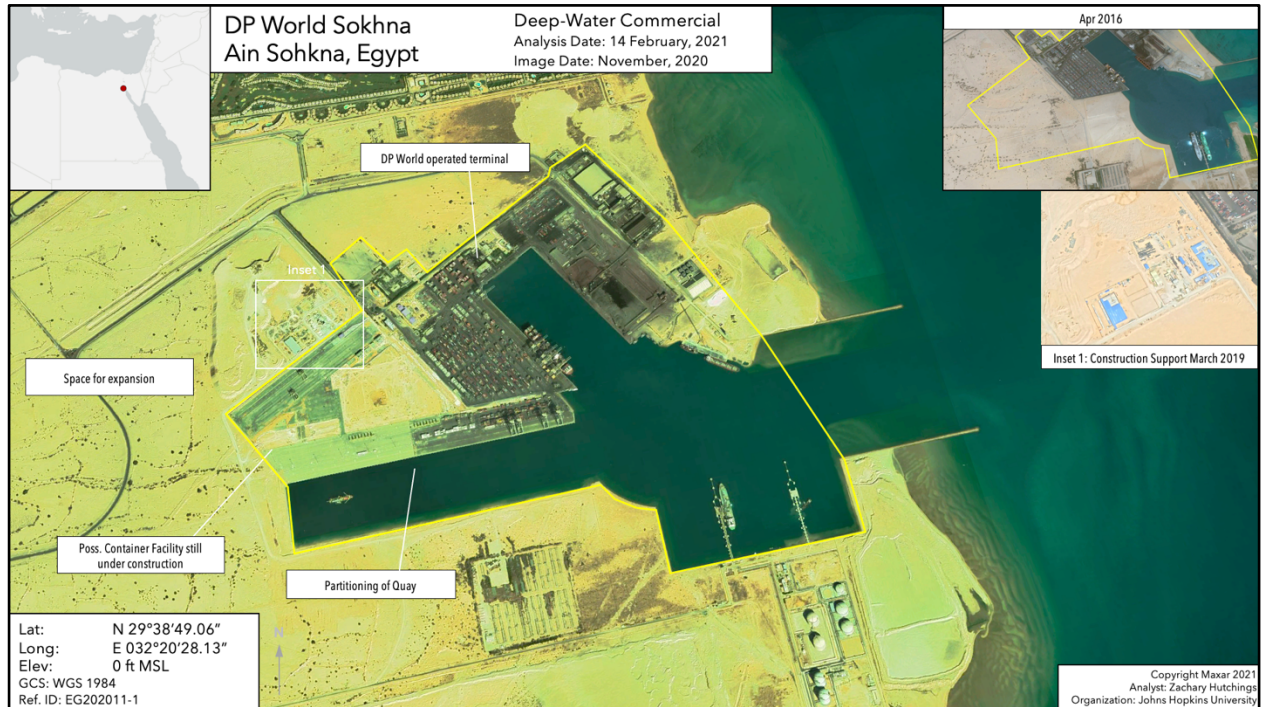 DP World Sokhna
Ain Sohkna, Egypt
Deep-Water Commercial
Analysis Date: 14 February, 2021
Image Date: November, 2020
Apr 2016
DP World operated terminal
Inset 1
Space for expansion
Inset 1: Construction Support March 2019
Poss. Container Facility still
under construction
Partitioning of Quay
Lat: N 29°38'49.06”
Long: E 032°20'28.13”
Elev: 0 ft MSL
GCS: WGS 1984
Ref. ID: EG202011-1
N
Copyright Maxar 2021
Analyst: Zachary Hutchings
Organization: Johns Hopkins University